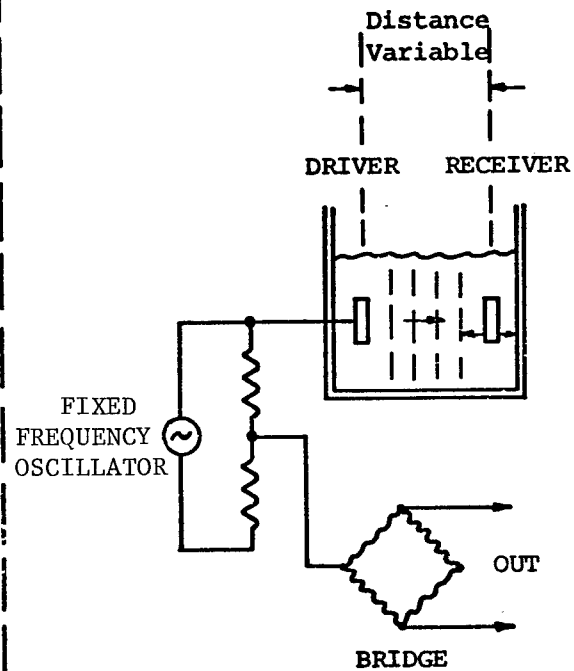 Distance
Variable
DRIVER RECEIVER
FIXED
FREQUENCY
OSCILLATOR
OUT
BRIDGE